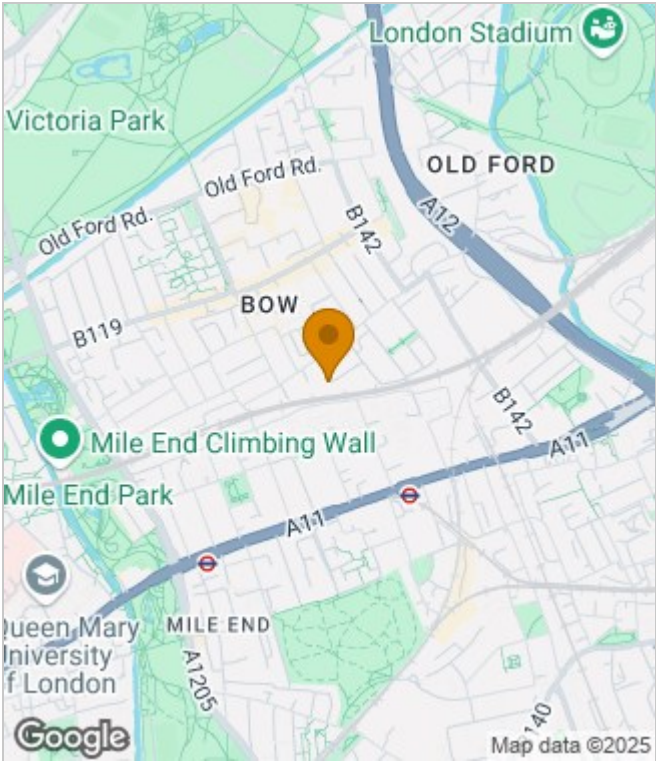 London Stadium
Victoria Park
OLD FORD
Old Ford Rd.
Old Ford Rd.
B142
A12
BOW
B119
B142
Mile End Climbing Wall
A11
Mile End Park
A11
Queen Mary
University
of London
MILE END
A1205
Google
Map data ©2025